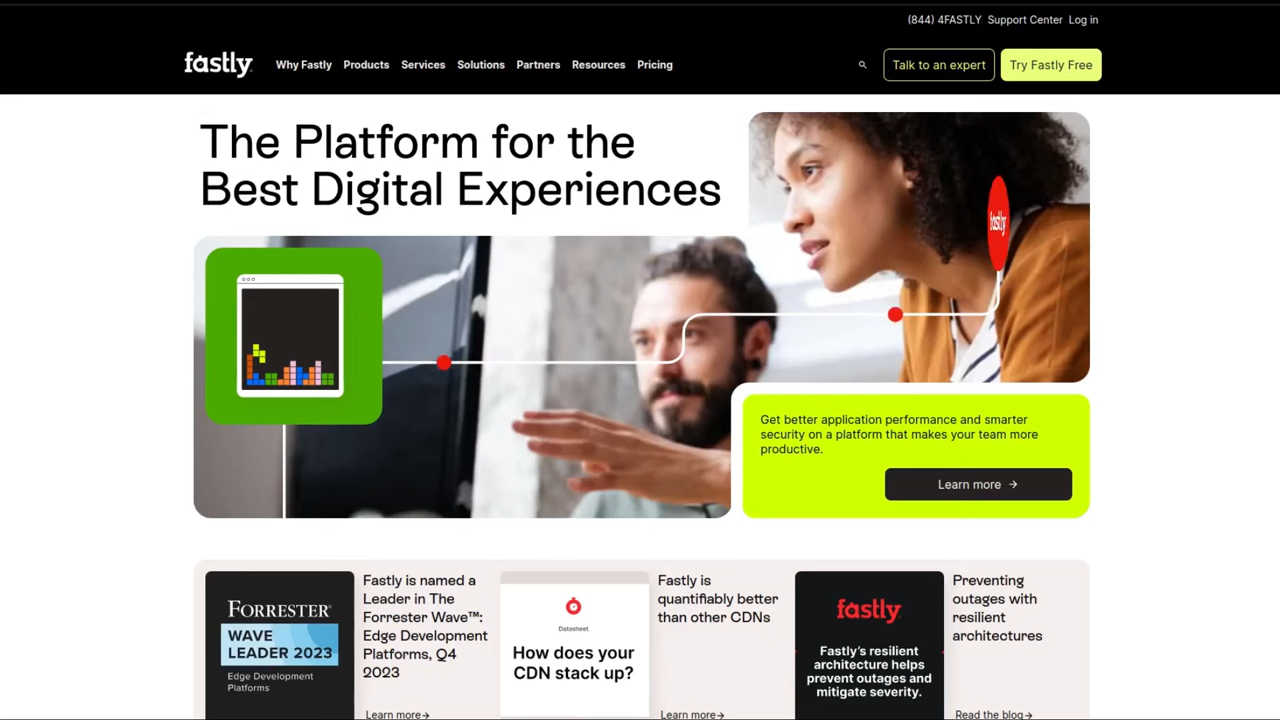 (844) 4FASTLY Support Center Log in
fastly Why Fastly Products Services Solutions Partners Resources Pricing Talk to an expert Try Fastly Free
The Platform for the
Best Digital Experiences
fastly
Get better application performance and smarter
security on a platform that makes your team more
productive.
Learn more →
FORRESTER®
WAVE
LEADER 2023
Edge Development
Platforms
Fastly is named a
Leader in The
Forrester Wave™:
Edge Development
Platforms, Q4
2023
Learn more→
Datasheet
How does your
CDN stack up?
Fastly is
quantifiably better
than other CDNs
Learn more→
fastly
Fastly's resilient
architecture helps
prevent outages and
mitigate severity.
Preventing
outages with
resilient
architectures
Read the blog→